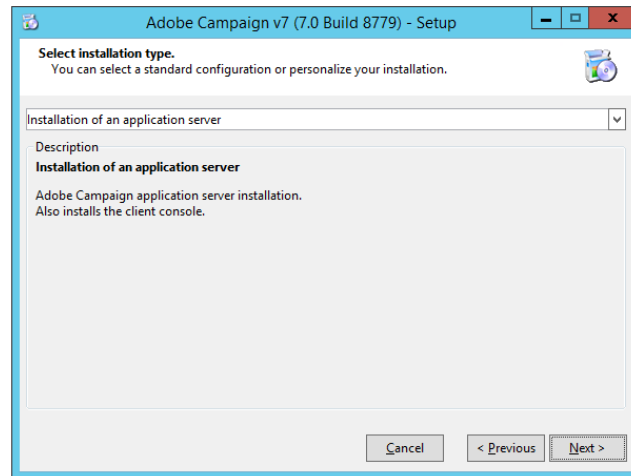 Adobe Campaign v7 (7.0 Build 8779) - Setup
Select installation type.
You can select a standard configuration or personalize your installation.
Installation of an application server
Description
Installation of an application server
Adobe Campaign application server installation.
Also installs the client console.
Cancel
< Previous
Next >